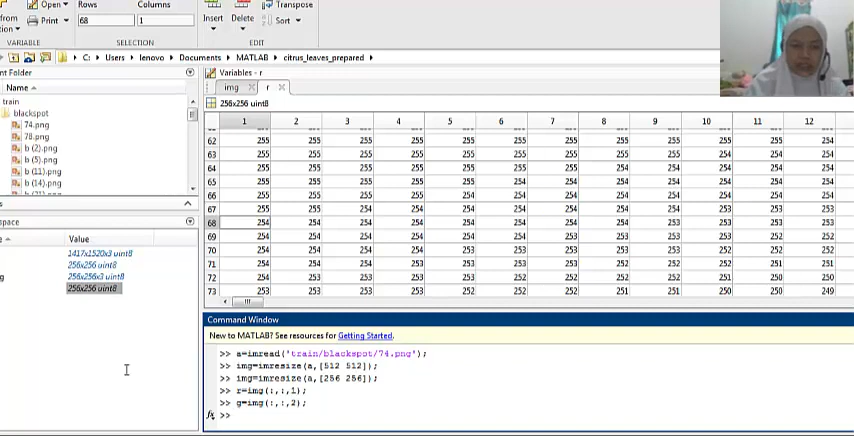 from Open Rows Columns Insert Delete Transpose
Print 68 1 Sort
VARIABLE SELECTION EDIT
C: Users lenovo Documents MATLAB citrus_leaves_prepared
nt Folder
Name
train
blackspot
74.png
78.png
b (2).png
b (5).png
b (11).png
b (14).png
space
Value
1417x1520x3 uint8
256x256 uint8
256x256x3 uint8
256x256 uint8
Variables - r
img r
256x256 uint8
1 2 3 4 5 6 7 8 9 10 11 12
62 255 255 255 255 255 255 255 255 255 254 254 254
63 255 255 255 255 255 255 255 255 255 254 254 254
64 255 255 255 255 255 255 255 254 254 254 254 254
65 255 255 255 255 254 254 254 254 254 254 254 254
66 255 255 255 254 254 254 254 254 254 254 254 253
67 255 255 254 254 254 254 254 254 254 253 253 253
68 254 254 254 254 254 254 254 254 253 253 253 253
69 254 254 254 254 254 253 253 253 253 253 252 252
70 254 254 254 254 253 253 253 253 252 252 252 252
71 254 254 254 253 253 253 253 252 252 252 251 251
72 254 253 253 253 253 252 252 252 251 251 250 250
73 253 253 253 253 252 252 252 251 251 250 250 249
Command Window
New to MATLAB? See resources for Getting Started.
>> a=imread('train/blackspot/74.png');
>> img=imresize(a,[512 512]);
>> img=imresize(a,[256 256]);
>> r=img(:,:,1);
>> g=img(:,:,2);
fx >>